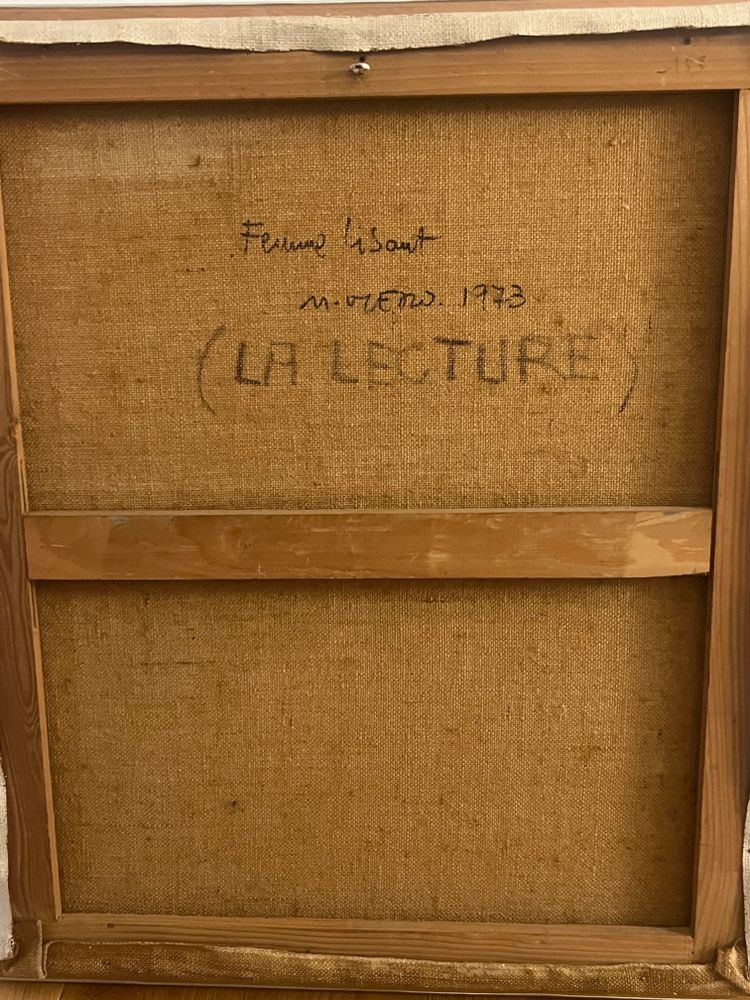 Femme lisant
1973
(LA LECTURE)